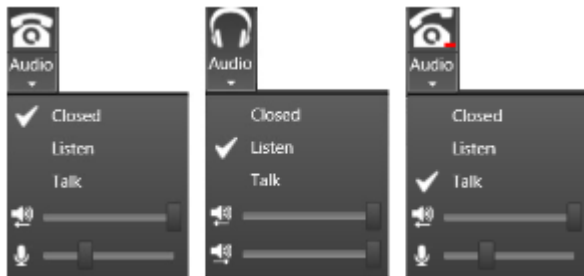 Audio
Closed
Listen
Talk
Audio
Closed
Listen
Talk
Audio
Closed
Listen
Talk